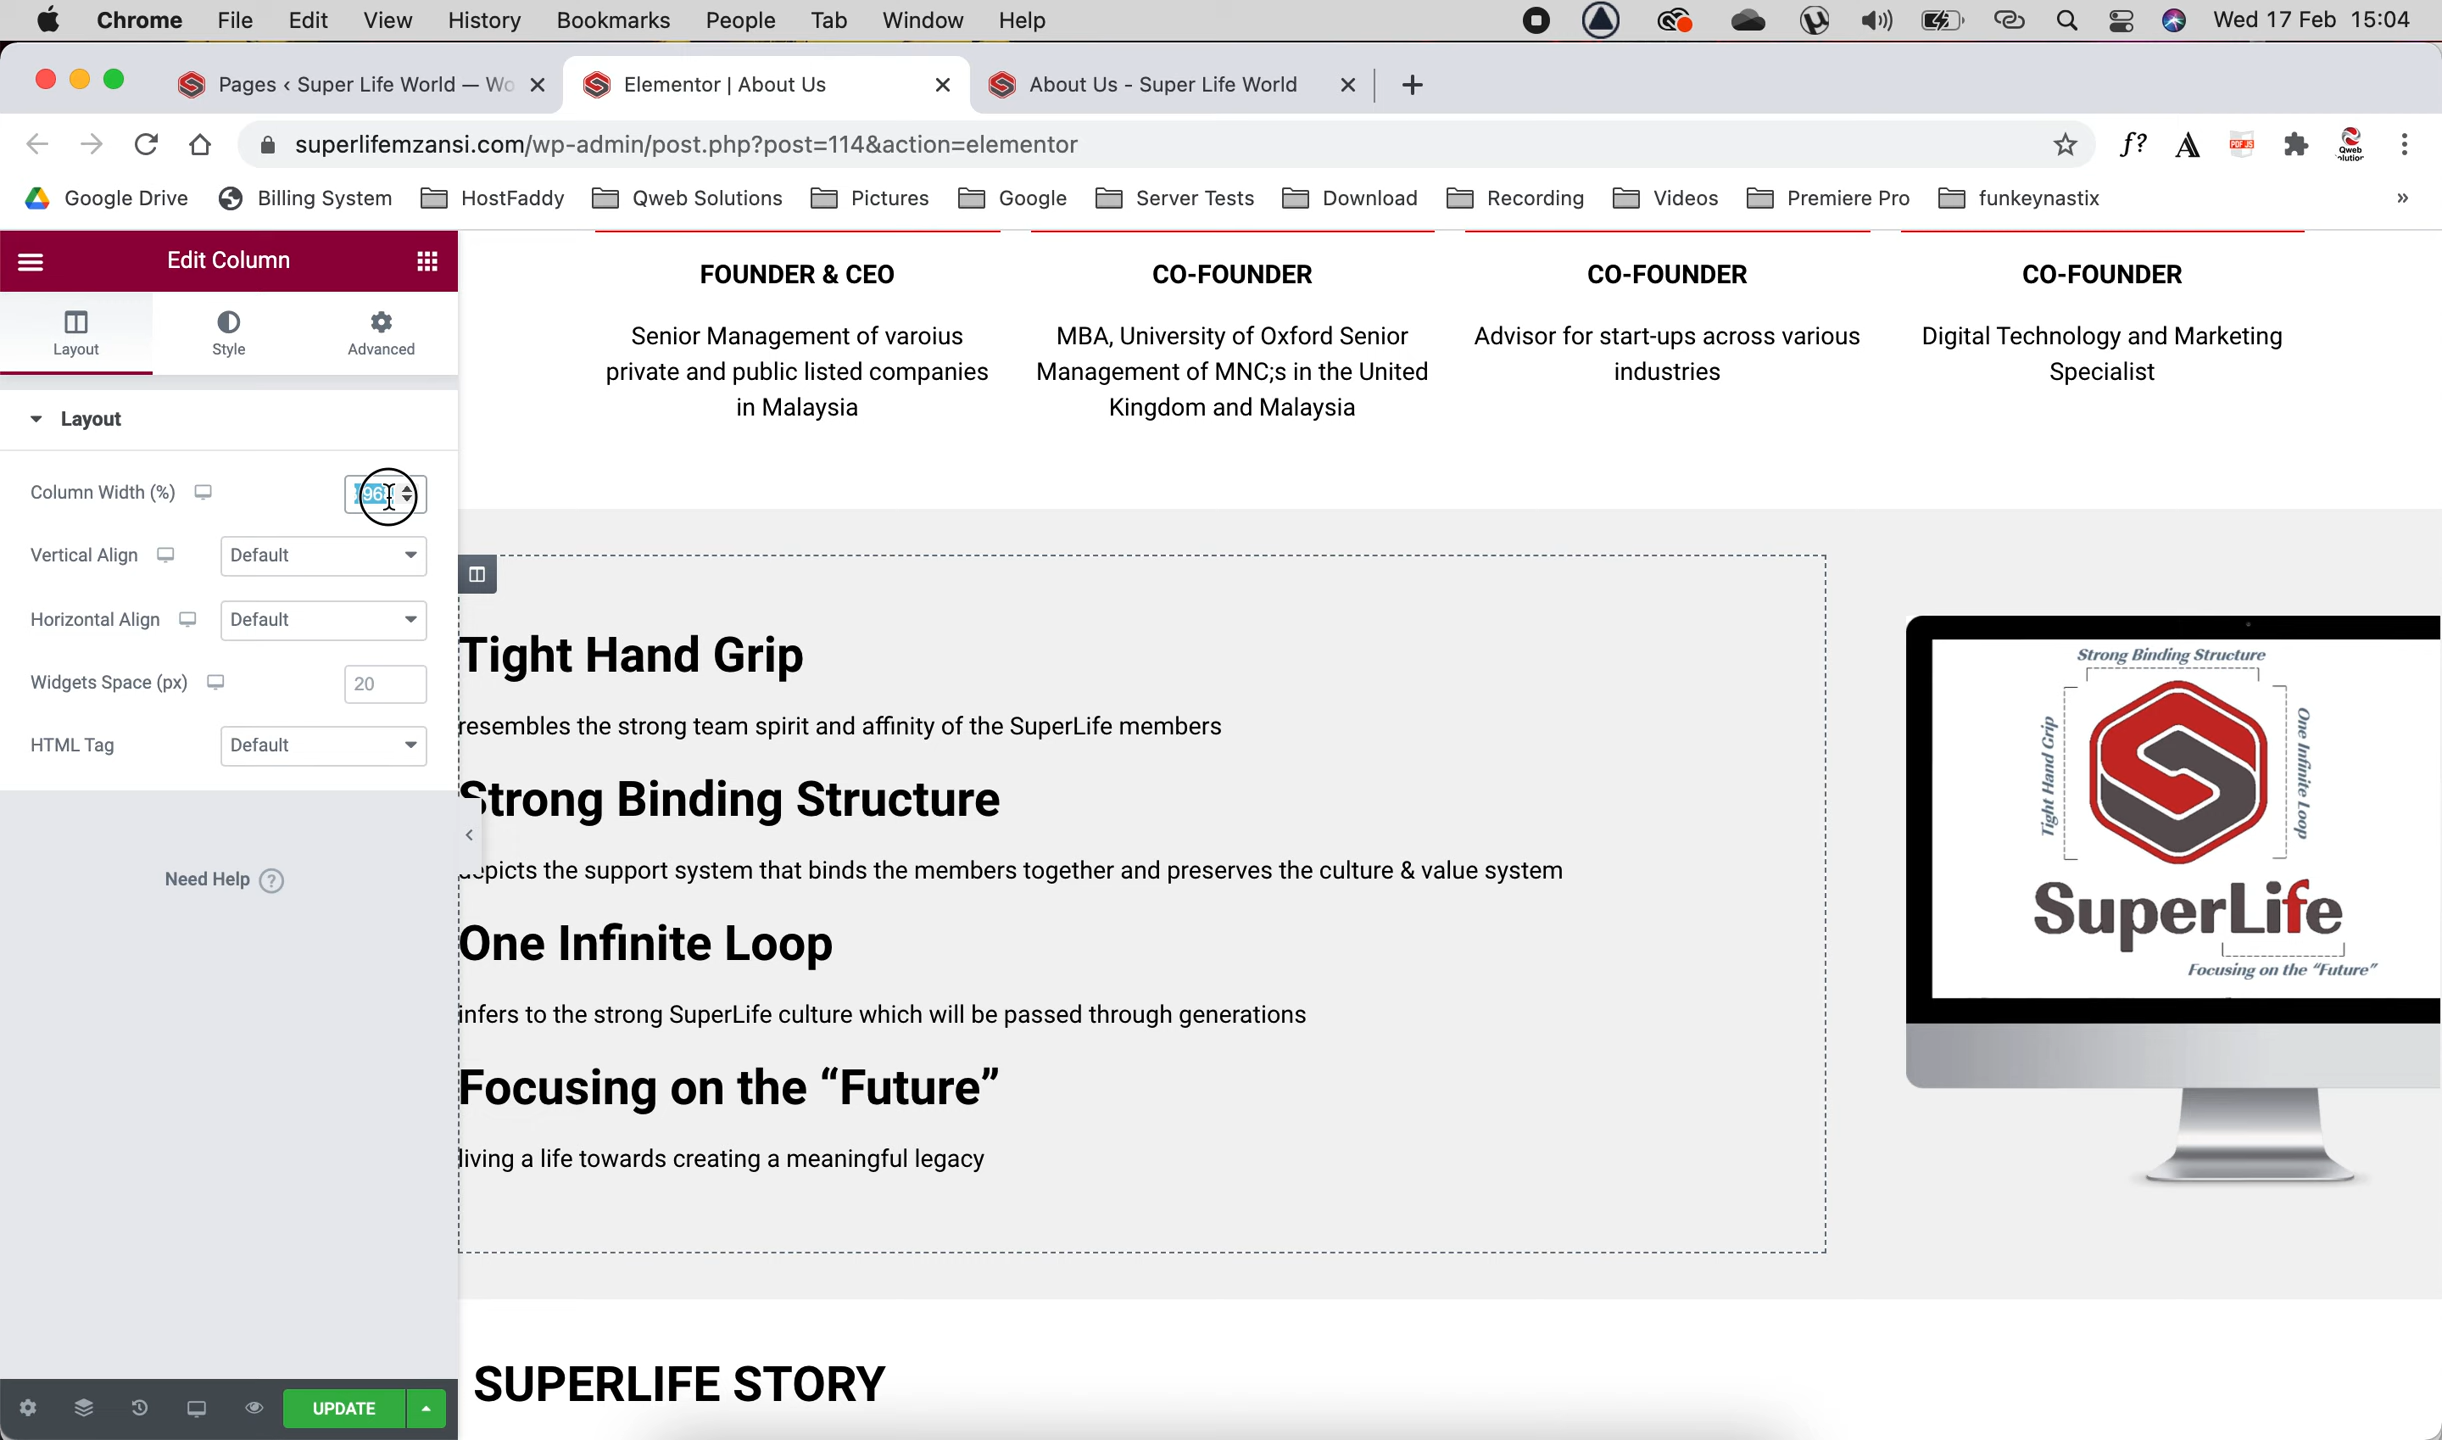 Chrome File Edit View History Bookmarks People Tab Window Help Wed 17 Feb 15:04
Pages ‹ Super Life World — Wo
Elementor | About Us
About Us - Super Life World
superlifemzansi.com/wp-admin/post.php?post=114&action=elementor
f?
PDF JS
Qweb
Google Drive Billing System HostFaddy Qweb Solutions Pictures Google Server Tests Download Recording Videos Premiere Pro funkeynastix »
Edit Column
Layout Style Advanced
Layout
Column Width (%)
Vertical Align Default
Horizontal Align Default
Widgets Space (px) 20
HTML Tag Default
Need Help ?
UPDATE
FOUNDER & CEO
Senior Management of varoius
private and public listed companies
in Malaysia
CO-FOUNDER
MBA, University of Oxford Senior
Management of MNC;s in the United
Kingdom and Malaysia
CO-FOUNDER
Advisor for start-ups across various
industries
CO-FOUNDER
Digital Technology and Marketing
Specialist
Tight Hand Grip
resembles the strong team spirit and affinity of the SuperLife members
Strong Binding Structure
depicts the support system that binds the members together and preserves the culture & value system
One Infinite Loop
infers to the strong SuperLife culture which will be passed through generations
Focusing on the “Future”
living a life towards creating a meaningful legacy
Strong Binding Structure
Tight Hand Grip
One Infinite Loop
SuperLife
Focusing on the “Future”
SUPERLIFE STORY